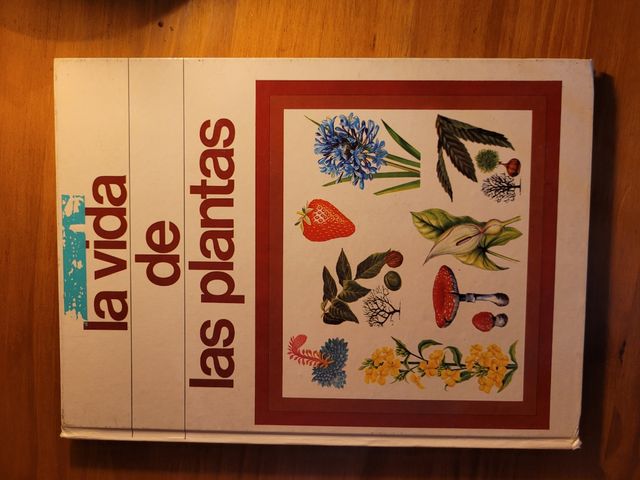 la vida
de
las plantas